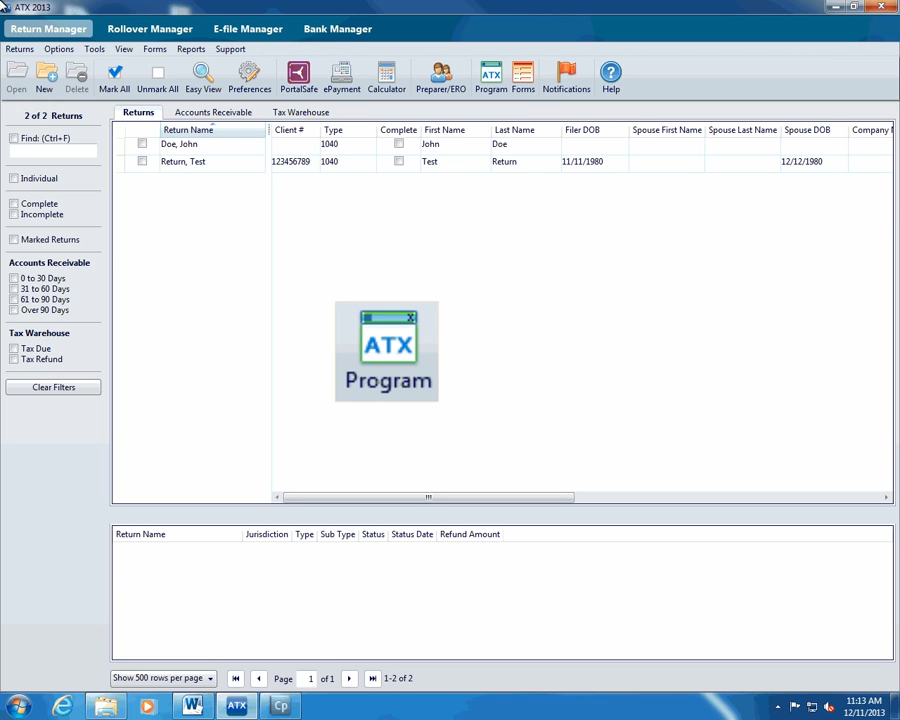 ATX 2013
Return Manager Rollover Manager E-file Manager Bank Manager
Returns Options Tools View Forms Reports Support
Open New Delete Mark All Unmark All Easy View Preferences PortalSafe ePayment Calculator Preparer/ERO ATX Program Forms Notifications ? Help
2 of 2 Returns
Find: (Ctrl+F)
Individual
Complete
Incomplete
Marked Returns
Accounts Receivable
0 to 30 Days
31 to 60 Days
61 to 90 Days
Over 90 Days
Tax Warehouse
Tax Due
Tax Refund
Clear Filters
Returns Accounts Receivable Tax Warehouse
Return Name Client # Type Complete First Name Last Name Filer DOB Spouse First Name Spouse Last Name Spouse DOB Company
Doe, John 1040 John Doe
Return, Test 123456789 1040 Test Return 11/11/1980 12/12/1980
X
ATX
Program
Return Name Jurisdiction Type Sub Type Status Status Date Refund Amount
Show 500 rows per page Page 1 of 1 1-2 of 2
W ATX Cp
11:13 AM
12/11/2013